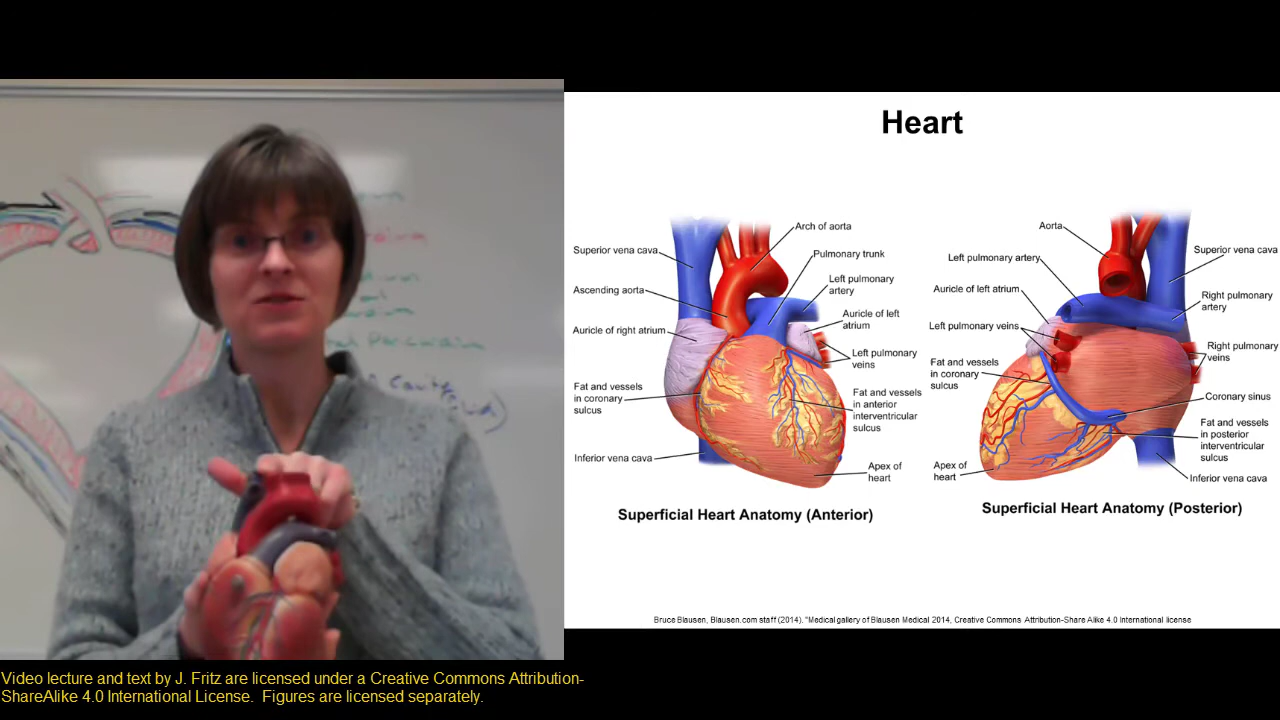 Heart
Superior vena cava
Ascending aorta
Auricle of right atrium
Fat and vessels
in coronary
sulcus
Inferior vena cava
Arch of aorta
Pulmonary trunk
Left pulmonary
artery
Auricle of left
atrium
Left pulmonary
veins
Fat and vessels
in anterior
interventricular
sulcus
Apex of
heart
Superficial Heart Anatomy (Anterior)
Aorta
Left pulmonary artery
Auricle of left atrium
Left pulmonary veins
Fat and vessels
in coronary
sulcus
Apex of
heart
Superior vena cava
Right pulmonary
artery
Right pulmonary
veins
Coronary sinus
Fat and vessels
in posterior
interventricular
sulcus
Inferior vena cava
Superficial Heart Anatomy (Posterior)
Bruce Blausen, Blausen.com staff (2014). "Medical gallery of Blausen Medical 2014, Creative Commons Attribution-Share Alike 4.0 International license
Video lecture and text by J. Fritz are licensed under a Creative Commons Attribution-
ShareAlike 4.0 International License. Figures are licensed separately.